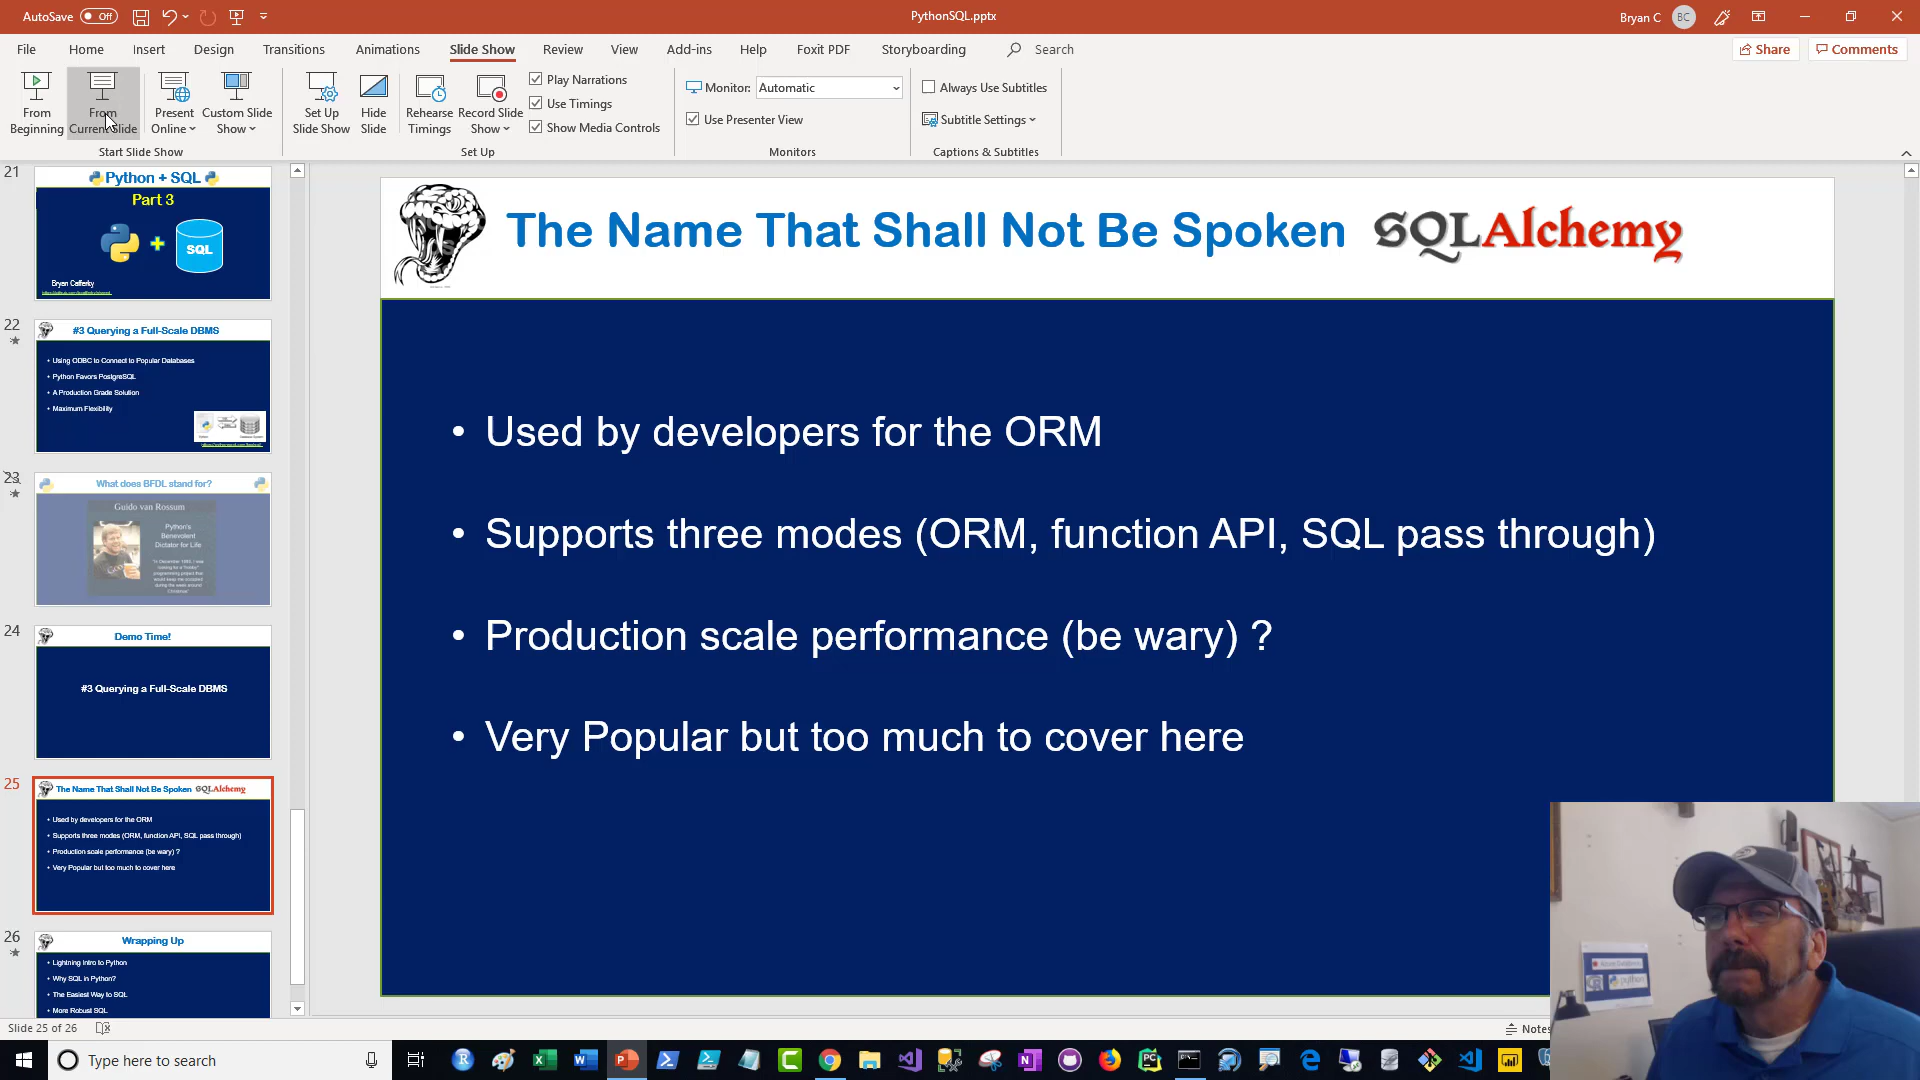 AutoSave Off
PythonSQL.pptx
Bryan C BC
File Home Insert Design Transitions Animations Slide Show Review View Add-ins Help Foxit PDF Storyboarding Search
Share Comments
From Beginning
From Current Slide
Present Online
Custom Slide Show
Start Slide Show
Set Up Slide Show
Hide Slide
Rehearse Timings
Record Slide Show
Play Narrations
Use Timings
Show Media Controls
Set Up
Monitor: Automatic
Use Presenter View
Monitors
Always Use Subtitles
Subtitle Settings
Captions & Subtitles
21
Python + SQL
Part 3
SQL
Bryan Cafferky
22
#3 Querying a Full-Scale DBMS
• Using ODBC to Connect to Popular Databases
• Python Favors PostgreSQL
• A Production Grade Solution
• Maximum Flexibility
23
What does BFDL stand for?
Guido van Rossum
Python's
Benevolent
Dictator for Life
24
Demo Time!
#3 Querying a Full-Scale DBMS
25
The Name That Shall Not Be Spoken SQLAlchemy
• Used by developers for the ORM
• Supports three modes (ORM, function API, SQL pass through)
• Production scale performance (be wary) ?
• Very Popular but too much to cover here
26
Wrapping Up
• Lightning Intro to Python
• Why SQL in Python?
• The Easiest Way to SQL
• More Robust SQL
The Name That Shall Not Be Spoken SQLAlchemy
• Used by developers for the ORM
• Supports three modes (ORM, function API, SQL pass through)
• Production scale performance (be wary) ?
• Very Popular but too much to cover here
python
Slide 25 of 26
Notes
Type here to search